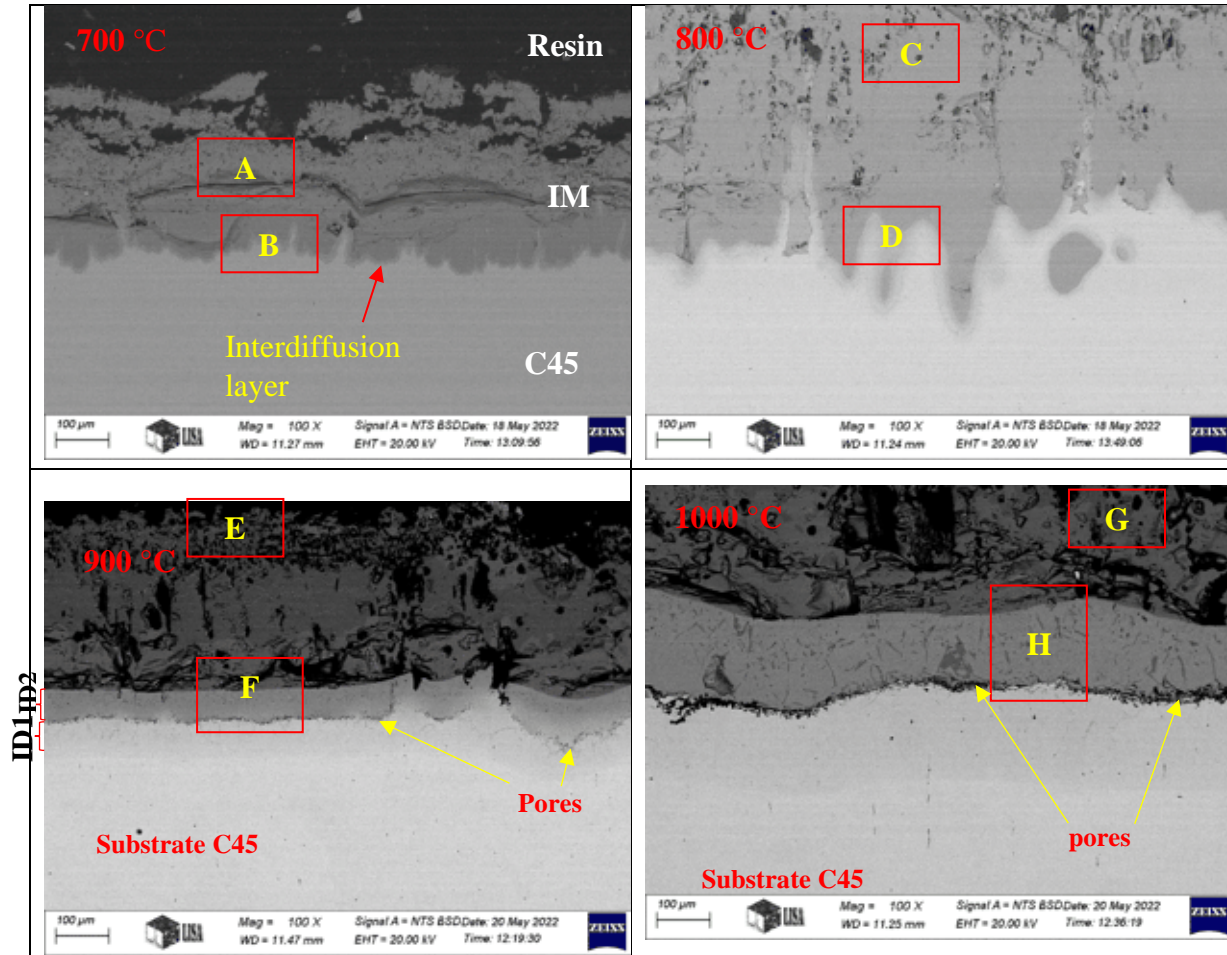 700 °C
Resin
A
IM
B
Interdiffusion
layer
C45
100 µm
LISA
Mag = 100 X
Signal A = NTS BSD
Date: 18 May 2022
WD = 11.27 mm
EHT = 20.00 kV
Time: 13:09:56
ZEISS
800 °C
C
D
100 µm
LISA
Mag = 100 X
Signal A = NTS BSD
Date: 18 May 2022
WD = 11.24 mm
EHT = 20.00 kV
Time: 13:49:06
ZEISS
E
900 °C
F
ID1
ID2
Pores
Substrate C45
100 µm
LISA
Mag = 100 X
Signal A = NTS BSD
Date: 20 May 2022
WD = 11.47 mm
EHT = 20.00 kV
Time: 12:19:30
ZEISS
1000 °C
G
H
pores
Substrate C45
100 µm
LISA
Mag = 100 X
Signal A = NTS BSD
Date: 20 May 2022
WD = 11.25 mm
EHT = 20.00 kV
Time: 12:36:19
ZEISS